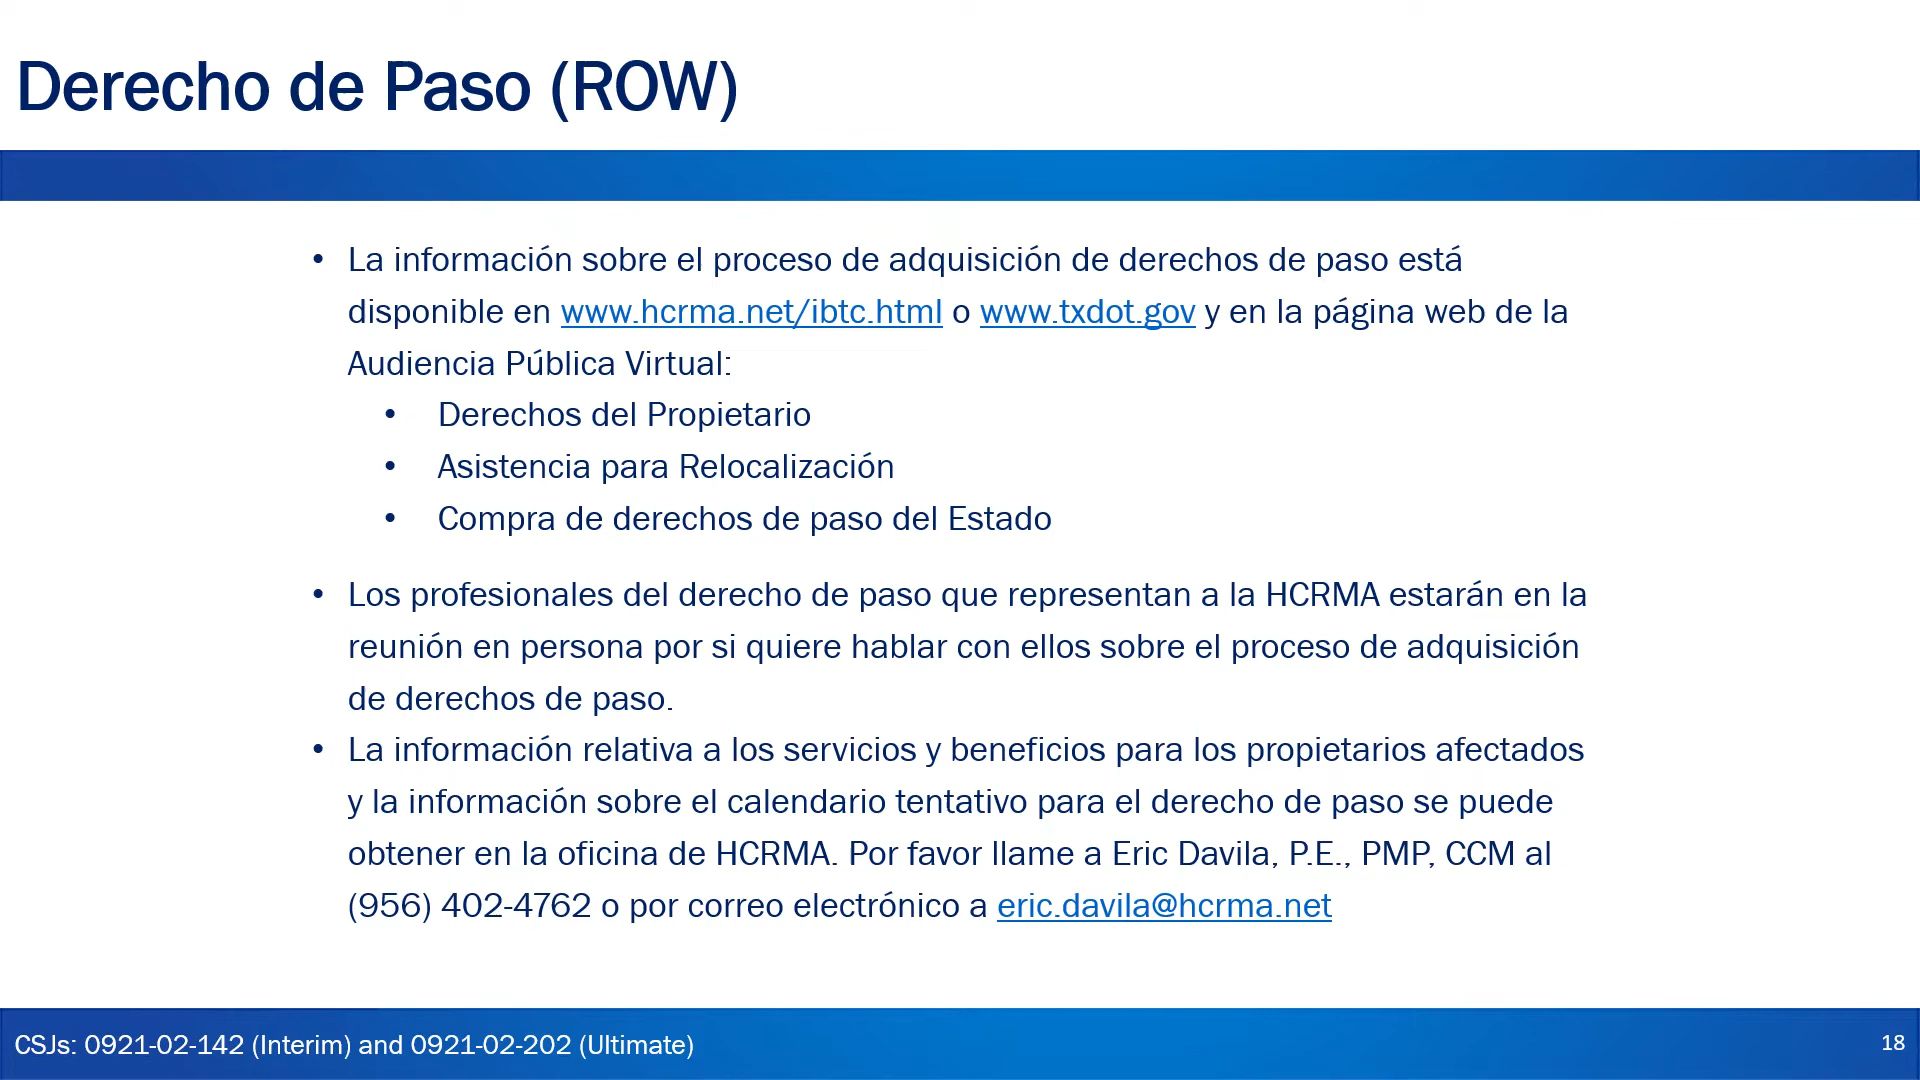 Derecho de Paso (ROW)
• La información sobre el proceso de adquisición de derechos de paso está
disponible en www.hcrma.net/ibtc.html o www.txdot.gov y en la página web de la
Audiencia Pública Virtual:
• Derechos del Propietario
• Asistencia para Relocalización
• Compra de derechos de paso del Estado
• Los profesionales del derecho de paso que representan a la HCRMA estarán en la
reunión en persona por si quiere hablar con ellos sobre el proceso de adquisición
de derechos de paso.
• La información relativa a los servicios y beneficios para los propietarios afectados
y la información sobre el calendario tentativo para el derecho de paso se puede
obtener en la oficina de HCRMA. Por favor llame a Eric Davila, P.E., PMP, CCM al
(956) 402-4762 o por correo electrónico a eric.davila@hcrma.net
CSJs: 0921-02-142 (Interim) and 0921-02-202 (Ultimate)
18